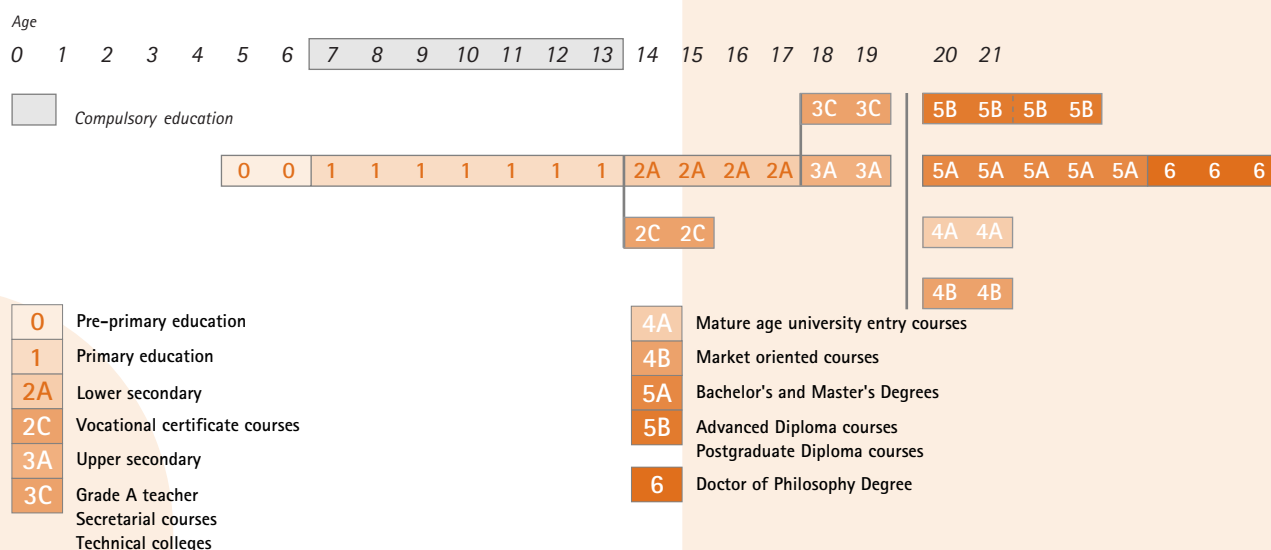 Age
0 1 2 3 4 5 6 7 8 9 10 11 12 13 14 15 16 17 18 19 20 21
Compulsory education
3C 3C 5B 5B 5B 5B
0 0 1 1 1 1 1 1 1 2A 2A 2A 2A 3A 3A 5A 5A 5A 5A 5A 6 6 6
2C 2C 4A 4A
4B 4B
0 Pre-primary education
1 Primary education
2A Lower secondary
2C Vocational certificate courses
3A Upper secondary
3C Grade A teacher
Secretarial courses
Technical colleges
4A Mature age university entry courses
4B Market oriented courses
5A Bachelor's and Master's Degrees
5B Advanced Diploma courses
Postgraduate Diploma courses
6 Doctor of Philosophy Degree